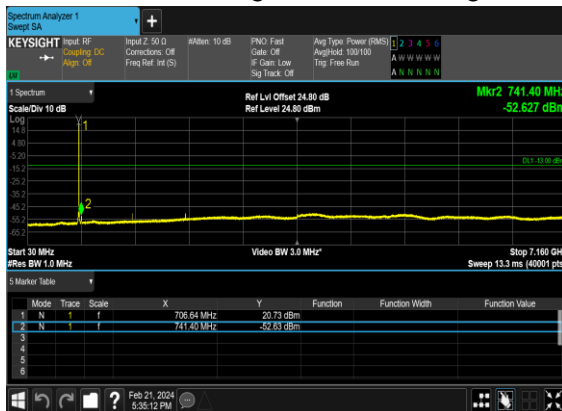 Spectrum Analyzer 1
Swept SA
KEYSIGHT Input: RF Input Z: 50 Ω #Atten: 10 dB PNO: Fast Avg Type: Power (RMS) 1 2 3 4 5 6
Coupling: DC Corrections: Off Gate: Off Avg|Hold: 100/100 A W W W W W
Align: Off Freq Ref: Int (S) IF Gain: Low Trig: Free Run
Sig Track: Off A N N N N N
1 Spectrum Ref Lvl Offset 24.80 dB Mkr2 741.40 MHz
Scale/Div 10 dB Ref Level 24.80 dBm -52.627 dBm
Log
14.8 1
4.80
-5.20
DL1 -13.00 dBm
-15.2
-25.2
-35.2
-45.2 2
-55.2
-65.2
Start 30 MHz Video BW 3.0 MHz* Stop 7.160 GHz
#Res BW 1.0 MHz Sweep 13.3 ms (40001 pts)
5 Marker Table
Mode Trace Scale X Y Function Function Width Function Value
1 N 1 f 706.64 MHz 20.73 dBm
2 N 1 f 741.40 MHz -52.63 dBm
3
4
5
6
? Feb 21, 2024
5:35:12 PM